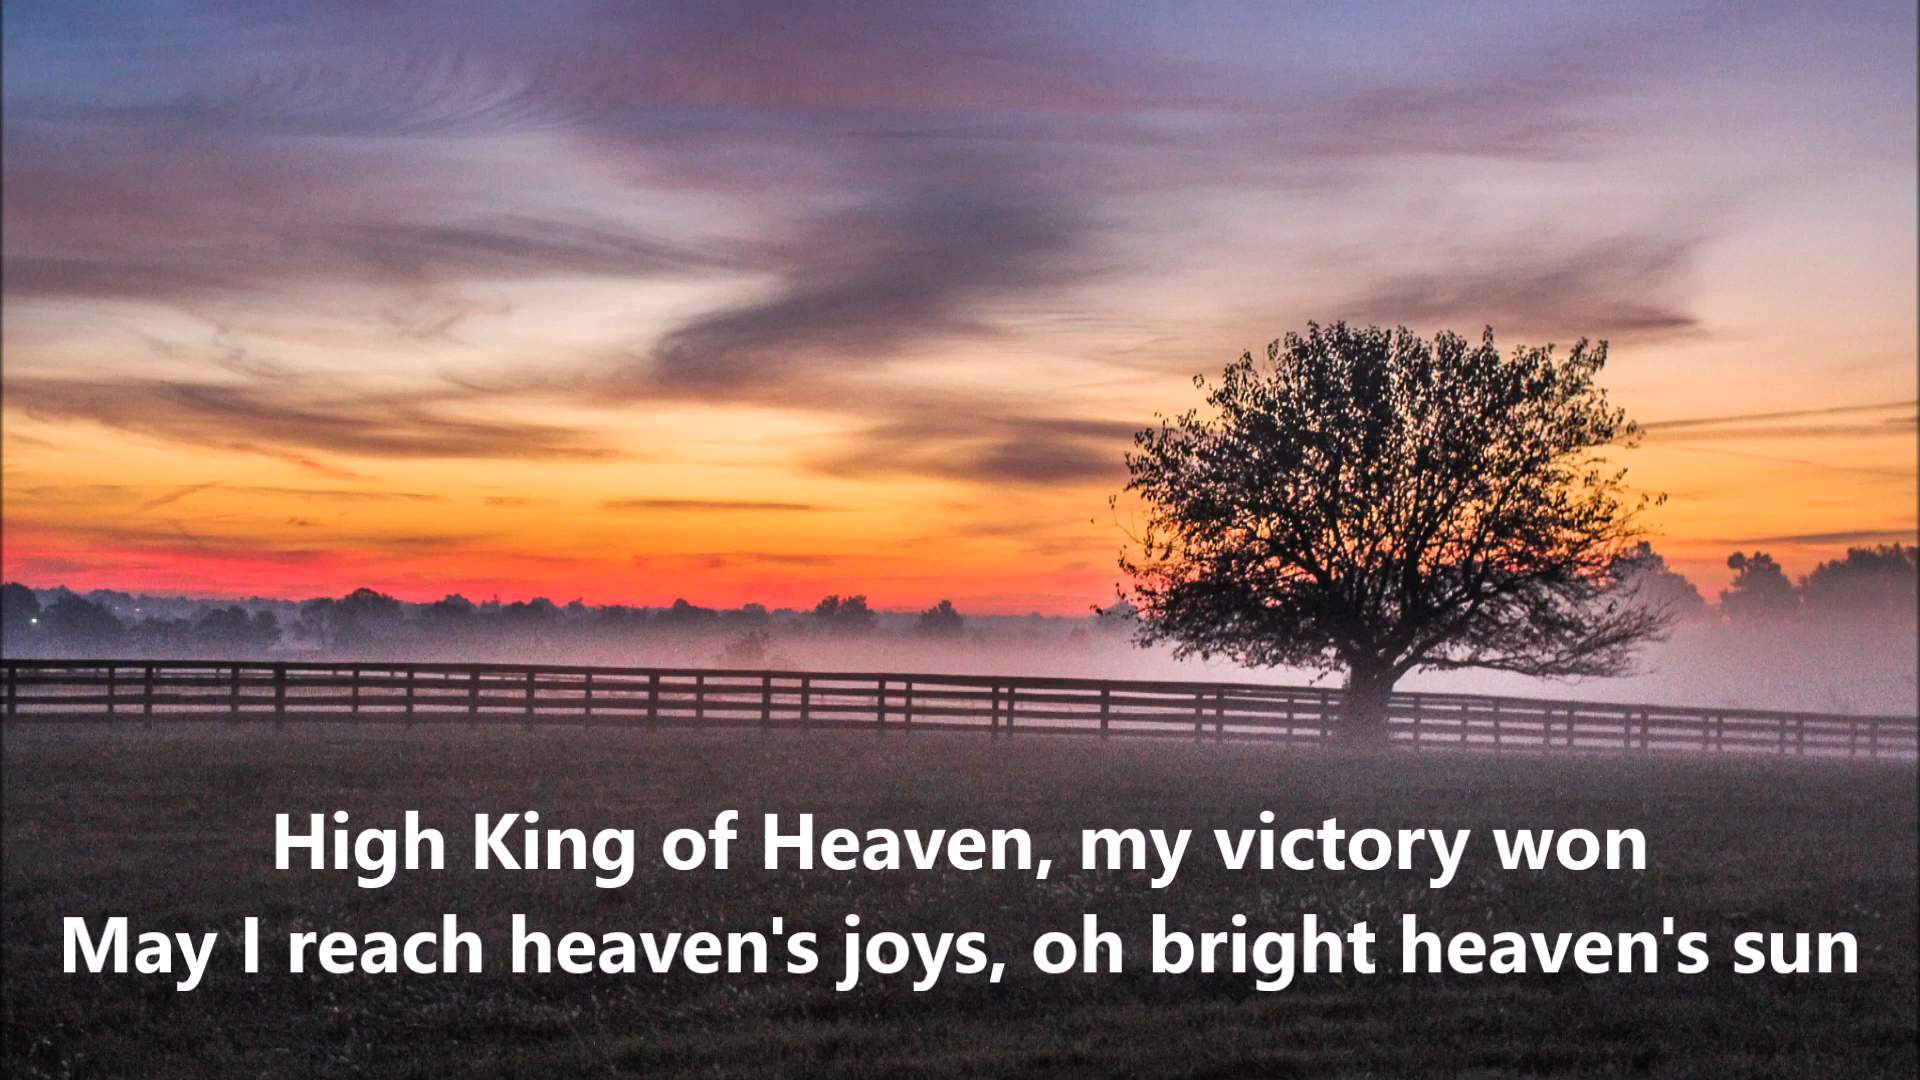 High King of Heaven, my victory won
May I reach heaven's joys, oh bright heaven's sun